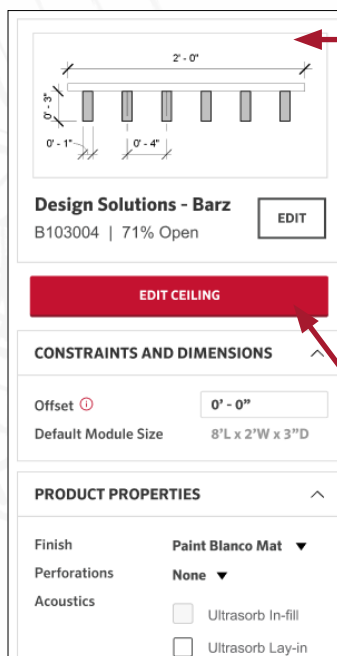 2' - 0"
0' - 3"
0' - 1"
0' - 4"
Design Solutions - Barz
EDIT
B103004 | 71% Open
EDIT CEILING
CONSTRAINTS AND DIMENSIONS
Offset
0' - 0”
Default Module Size
8’L x 2’W x 3”D
PRODUCT PROPERTIES
Finish
Paint Blanco Mat
Perforations
None
Acoustics
Ultrasorb In-fill
Ultrasorb Lay-in